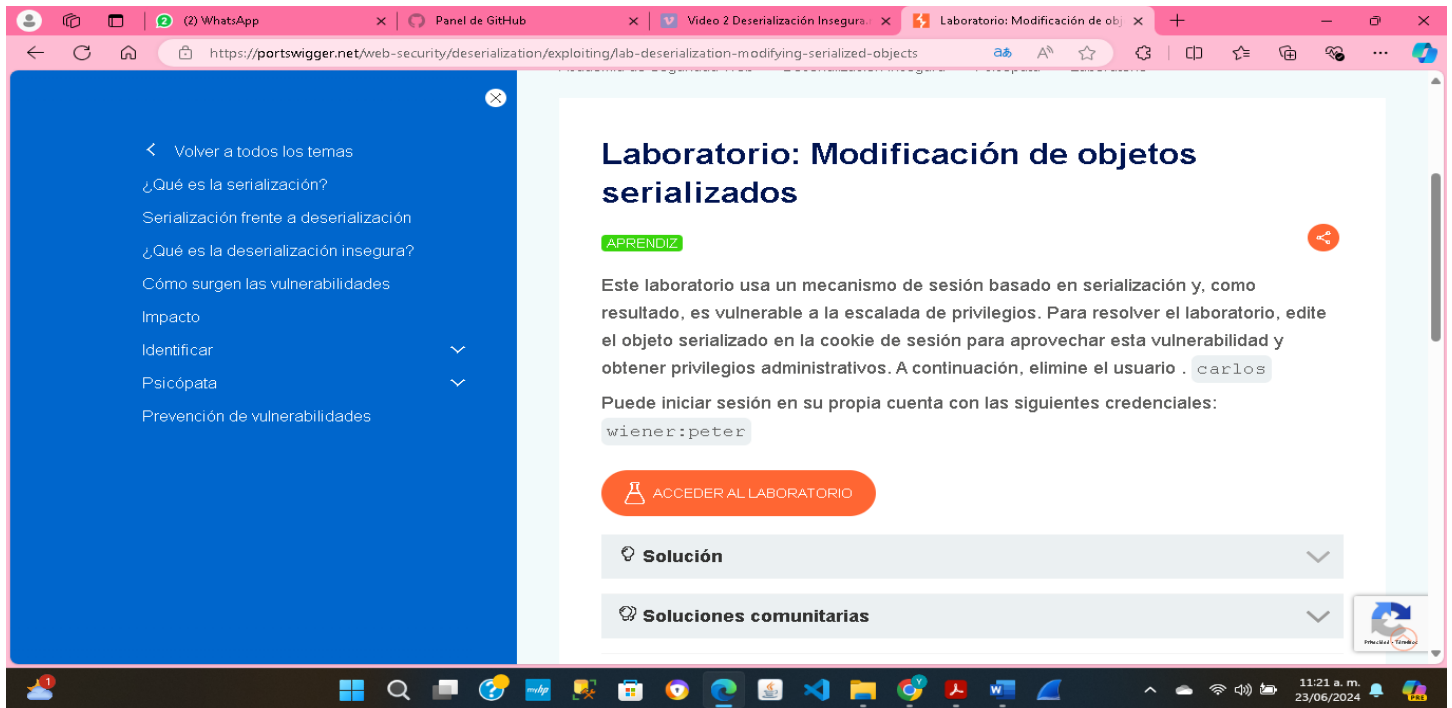 (2) WhatsApp
Panel de GitHub
Video 2 Deserialización Insegura.
Laboratorio: Modificación de obj
https://portswigger.net/web-security/deserialization/exploiting/lab-deserialization-modifying-serialized-objects
Volver a todos los temas
¿Qué es la serialización?
Serialización frente a deserialización
¿Qué es la deserialización insegura?
Cómo surgen las vulnerabilidades
Impacto
Identificar
Psicópata
Prevención de vulnerabilidades
Laboratorio: Modificación de objetos
serializados
APRENDIZ
Este laboratorio usa un mecanismo de sesión basado en serialización y, como
resultado, es vulnerable a la escalada de privilegios. Para resolver el laboratorio, edite
el objeto serializado en la cookie de sesión para aprovechar esta vulnerabilidad y
obtener privilegios administrativos. A continuación, elimine el usuario . carlos
Puede iniciar sesión en su propia cuenta con las siguientes credenciales:
wiener:peter
ACCEDER AL LABORATORIO
Solución
Soluciones comunitarias
Privacidad - Términos
1
myhp
11:21 a. m.
23/06/2024
PRE